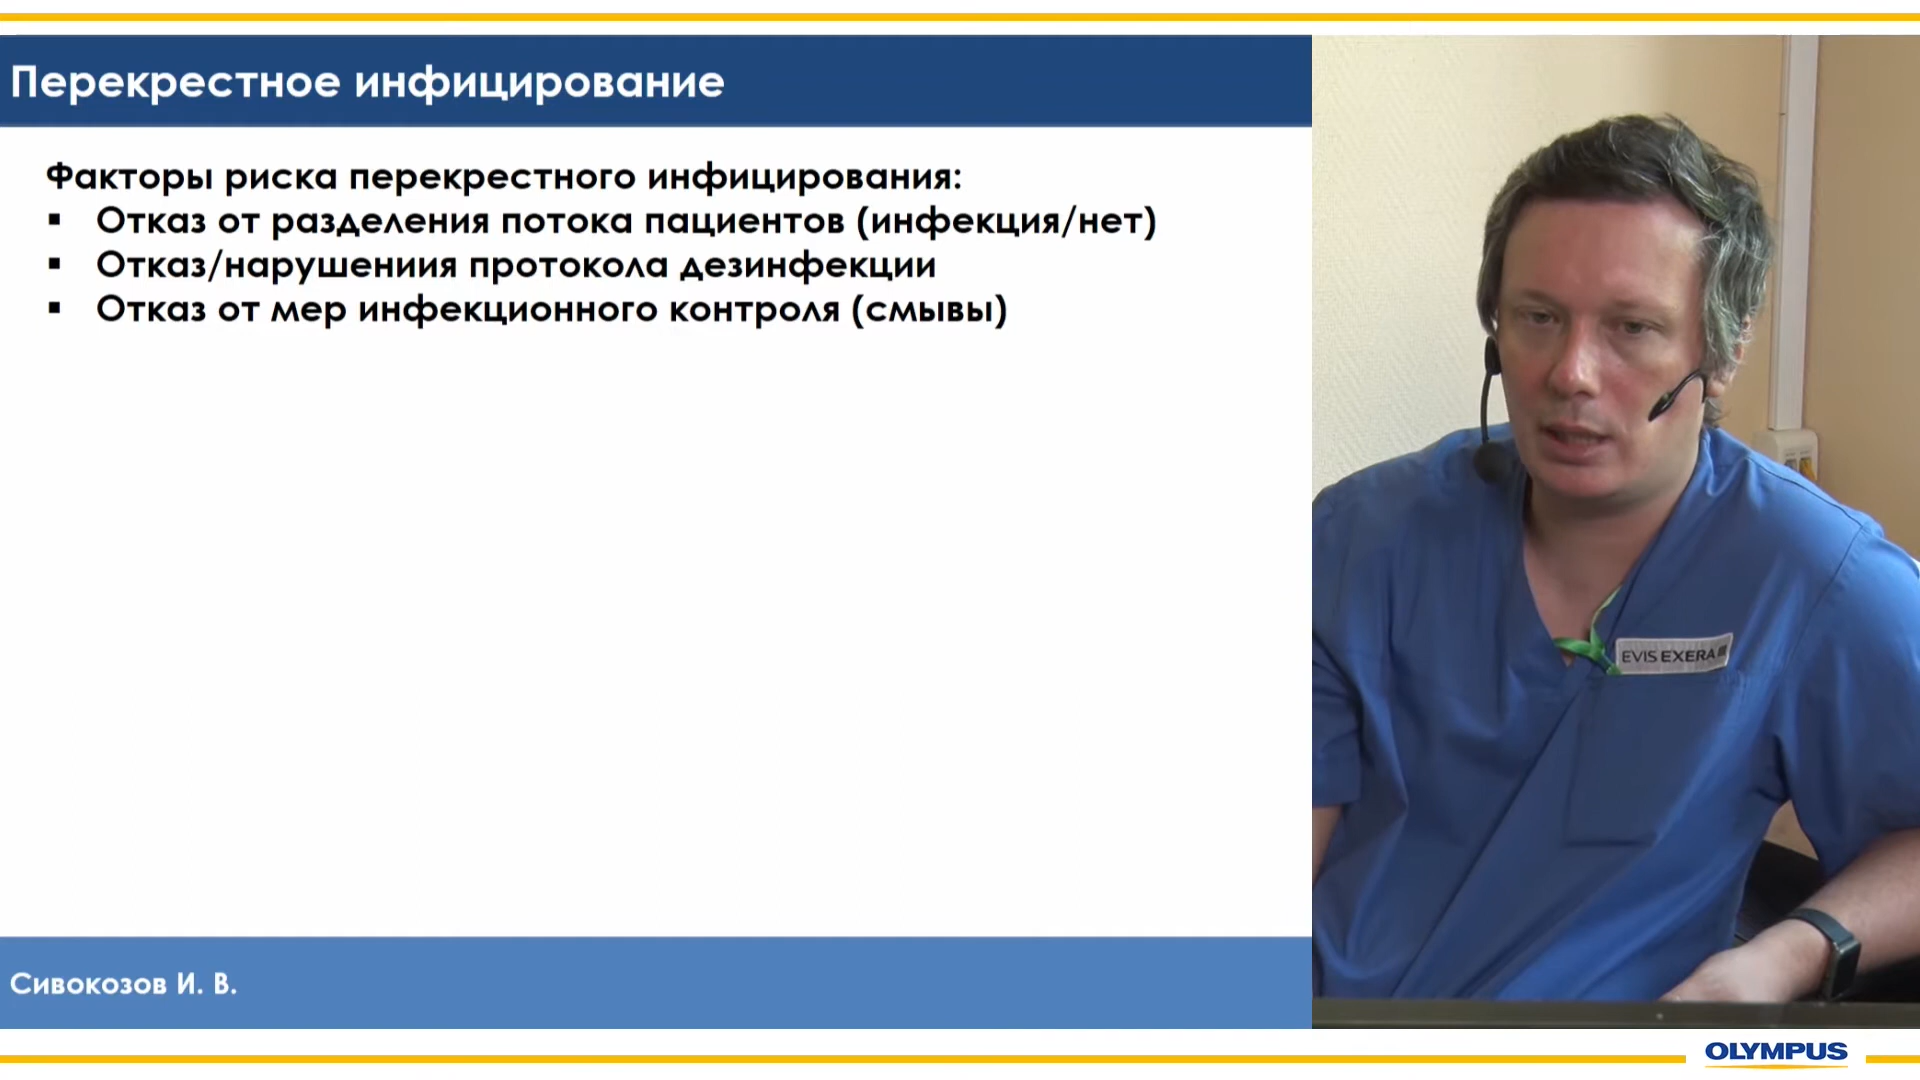 Перекрестное инфицирование
Факторы риска перекрестного инфицирования:
▪ Отказ от разделения потока пациентов (инфекция/нет)
▪ Отказ/нарушениия протокола дезинфекции
▪ Отказ от мер инфекционного контроля (смывы)
EVIS EXERA III
Сивокозов И. В.
OLYMPUS